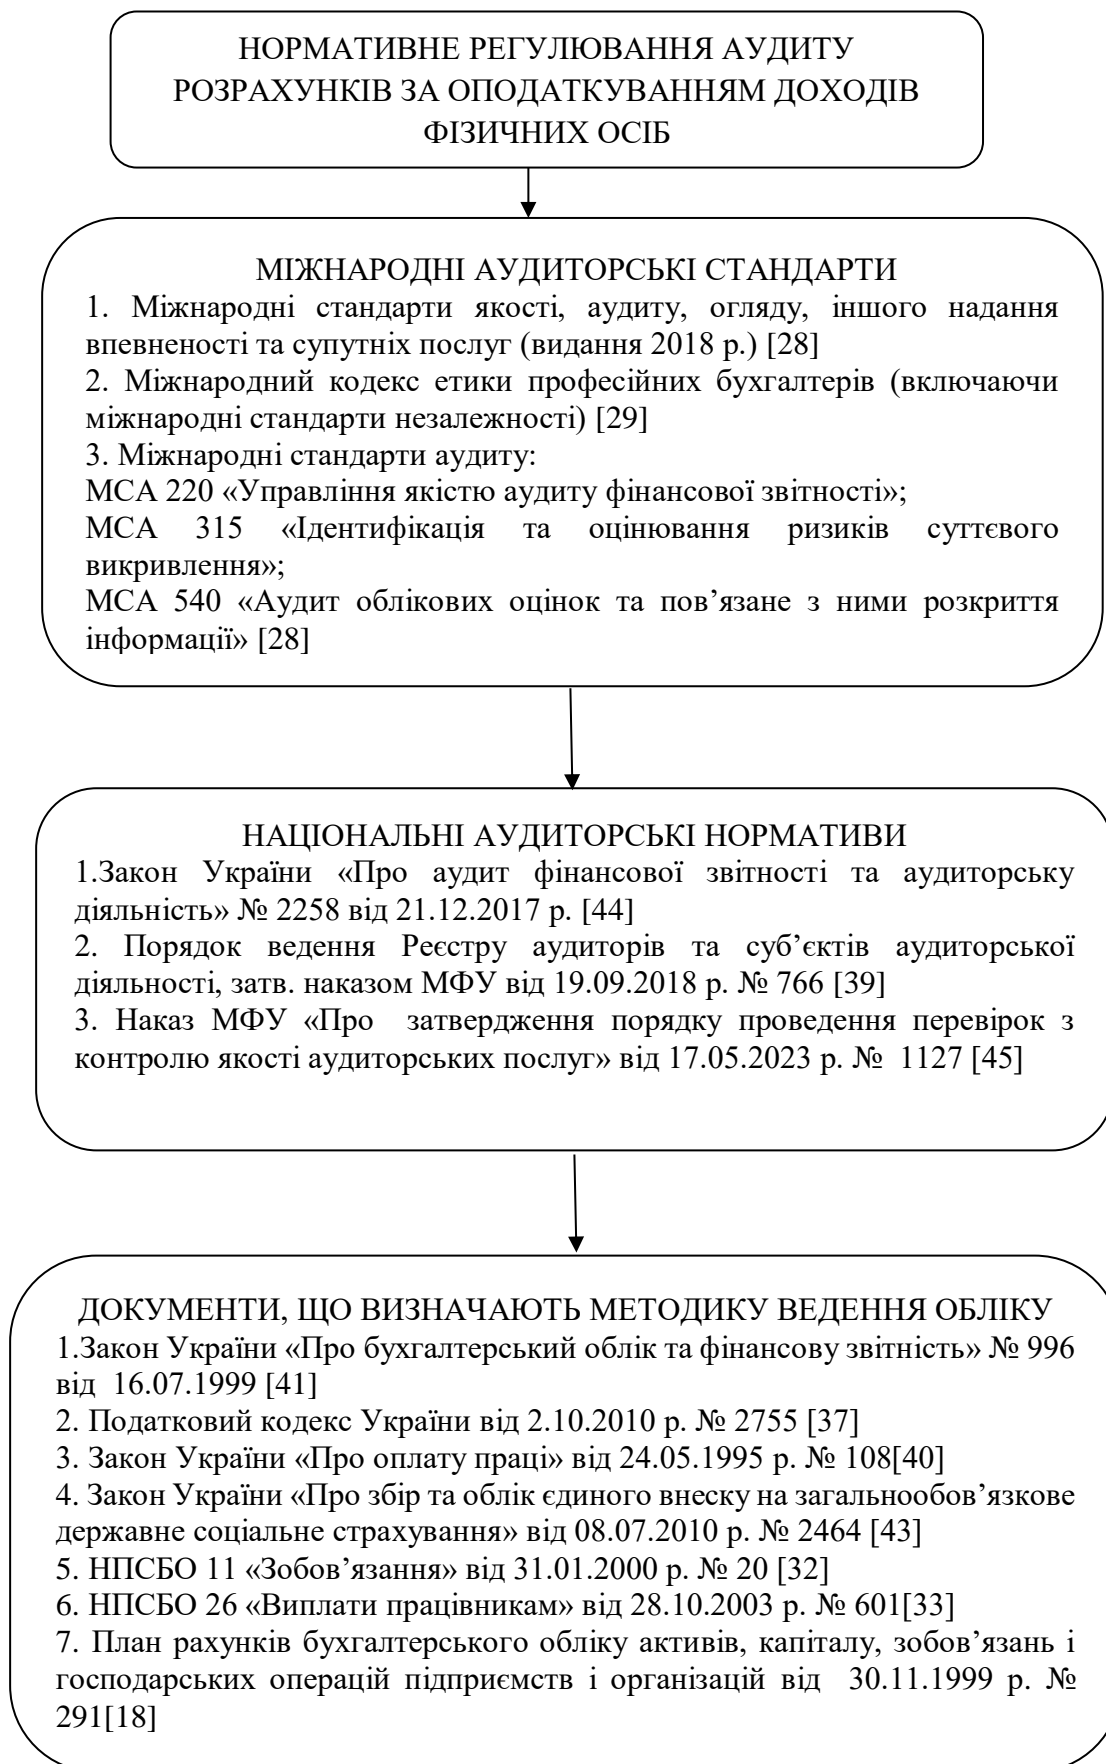 НОРМАТИВНЕ РЕГУЛЮВАННЯ АУДИТУ
РОЗРАХУНКІВ ЗА ОПОДАТКУВАННЯМ ДОХОДІВ
ФІЗИЧНИХ ОСІБ
МІЖНАРОДНІ АУДИТОРСЬКІ СТАНДАРТИ
1. Міжнародні стандарти якості, аудиту, огляду, іншого надання
впевненості та супутніх послуг (видання 2018 р.) [28]
2. Міжнародний кодекс етики професійних бухгалтерів (включаючи
міжнародні стандарти незалежності) [29]
3. Міжнародні стандарти аудиту:
МСА 220 «Управління якістю аудиту фінансової звітності»;
МСА 315 «Ідентифікація та оцінювання ризиків суттєвого
викривлення»;
МСА 540 «Аудит облікових оцінок та пов’язане з ними розкриття
інформації» [28]
НАЦІОНАЛЬНІ АУДИТОРСЬКІ НОРМАТИВИ
1.Закон України «Про аудит фінансової звітності та аудиторську
діяльність» № 2258 від 21.12.2017 р. [44]
2. Порядок ведення Реєстру аудиторів та суб’єктів аудиторської
діяльності, затв. наказом МФУ від 19.09.2018 р. № 766 [39]
3. Наказ МФУ «Про затвердження порядку проведення перевірок з
контролю якості аудиторських послуг» від 17.05.2023 р. № 1127 [45]
ДОКУМЕНТИ, ЩО ВИЗНАЧАЮТЬ МЕТОДИКУ ВЕДЕННЯ ОБЛІКУ
1.Закон України «Про бухгалтерський облік та фінансову звітність» № 996
від 16.07.1999 [41]
2. Податковий кодекс України від 2.10.2010 р. № 2755 [37]
3. Закон України «Про оплату праці» від 24.05.1995 р. № 108[40]
4. Закон України «Про збір та облік єдиного внеску на загальнообов’язкове
державне соціальне страхування» від 08.07.2010 р. № 2464 [43]
5. НПСБО 11 «Зобов’язання» від 31.01.2000 р. № 20 [32]
6. НПСБО 26 «Виплати працівникам» від 28.10.2003 р. № 601[33]
7. План рахунків бухгалтерського обліку активів, капіталу, зобов’язань і
господарських операцій підприємств і організацій від 30.11.1999 р. №
291[18]